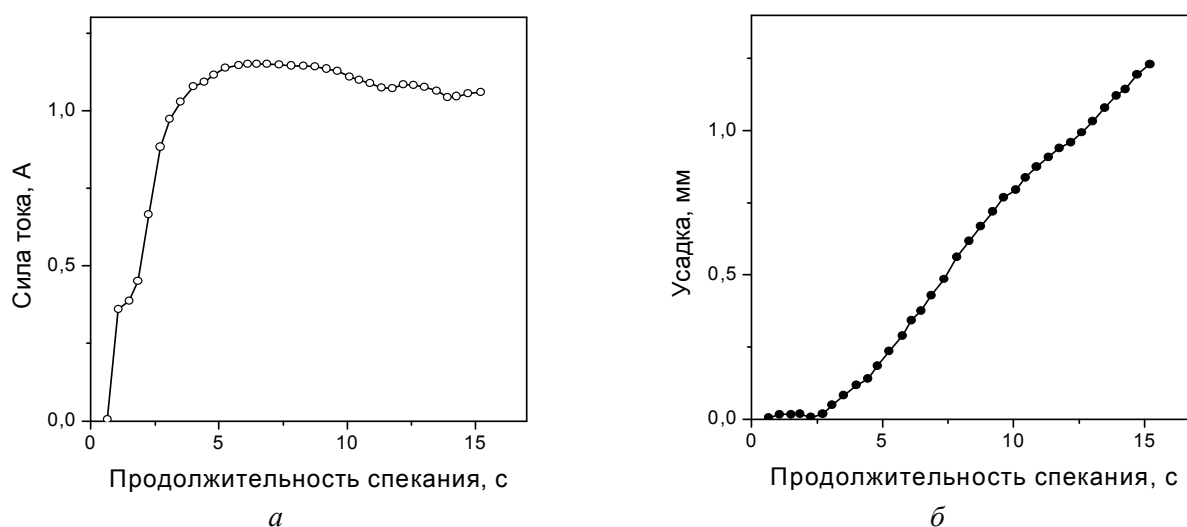 Сила тока, А
1,0
0,5
0,0
0
5
10
15
Продолжительность спекания, с
а
Усадка, мм
1,0
0,5
0,0
0
5
10
15
Продолжительность спекания, с
б